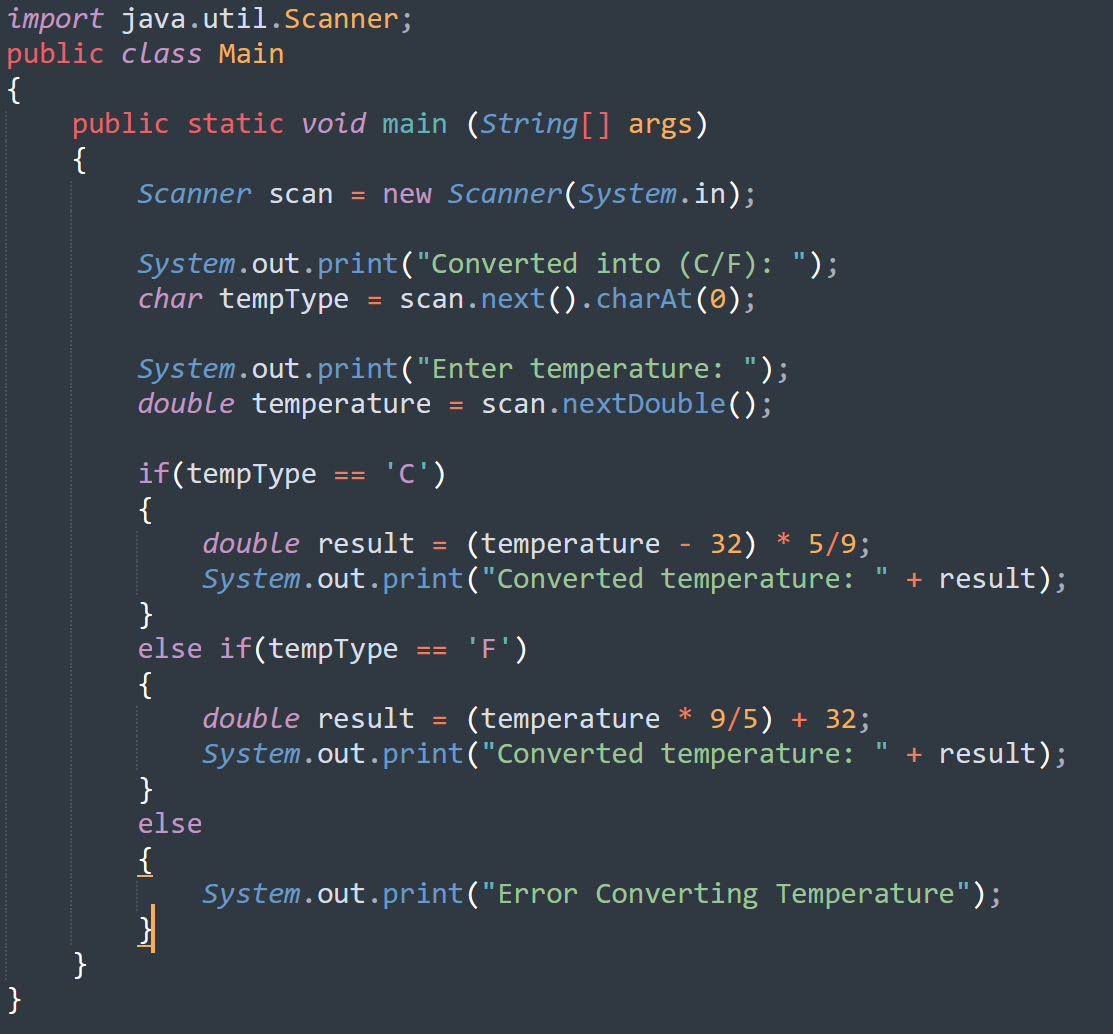 import java.util.Scanner;
public class Main
{
    public static void main (String[] args)
    {
        Scanner scan = new Scanner(System.in);

        System.out.print("Converted into (C/F): ");
        char tempType = scan.next().charAt(0);

        System.out.print("Enter temperature: ");
        double temperature = scan.nextDouble();

        if(tempType == 'C')
        {
            double result = (temperature - 32) * 5/9;
            System.out.print("Converted temperature: " + result);
        }
        else if(tempType == 'F')
        {
            double result = (temperature * 9/5) + 32;
            System.out.print("Converted temperature: " + result);
        }
        else
        {
            System.out.print("Error Converting Temperature");
        }
    }
}